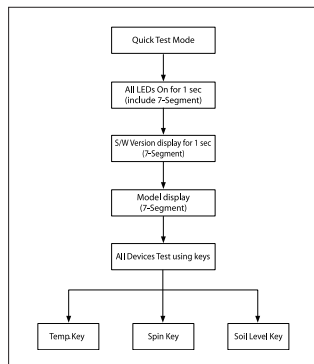 Quick Test Mode
All LEDs On for 1 sec
(include 7-Segment)
S/W Version display for 1 sec
(7-Segment)
Model display
(7-Segment)
All Devices Test using keys
Temp.Key
Spin Key
Soil Level Key